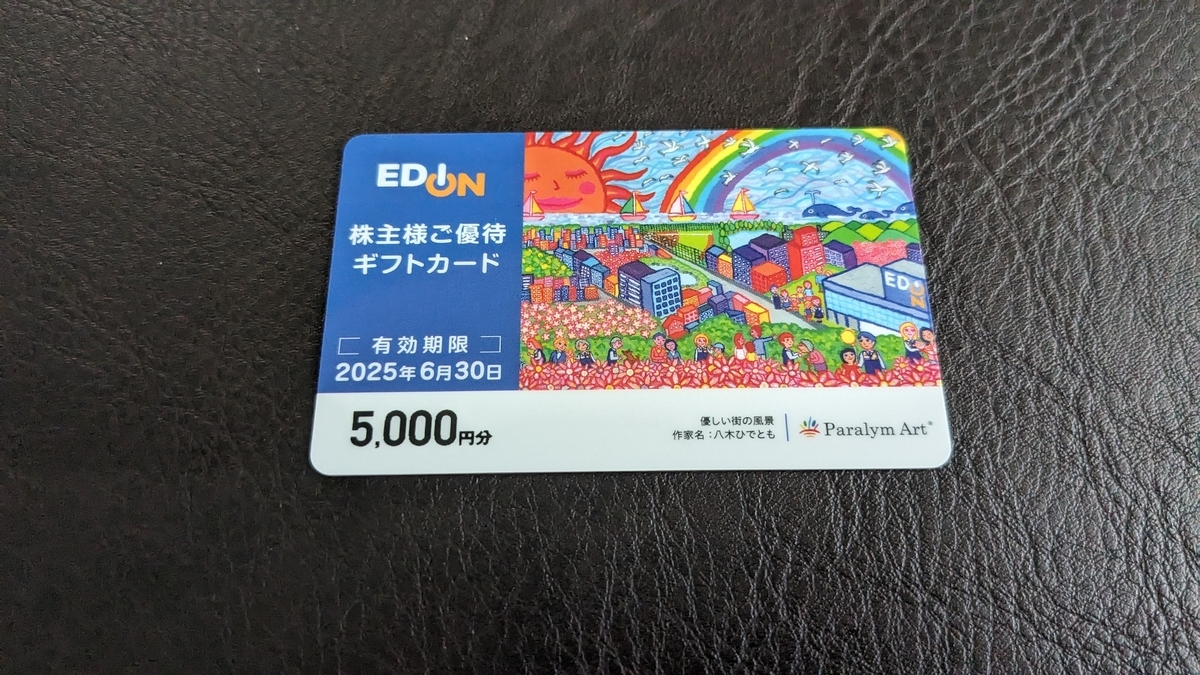 EDION
株主様ご優待
ギフトカード
有効期限
2025年6月30日
5,000円分
EDION
優しい街の風景
作家名:八木ひでとも
Paralym Art®